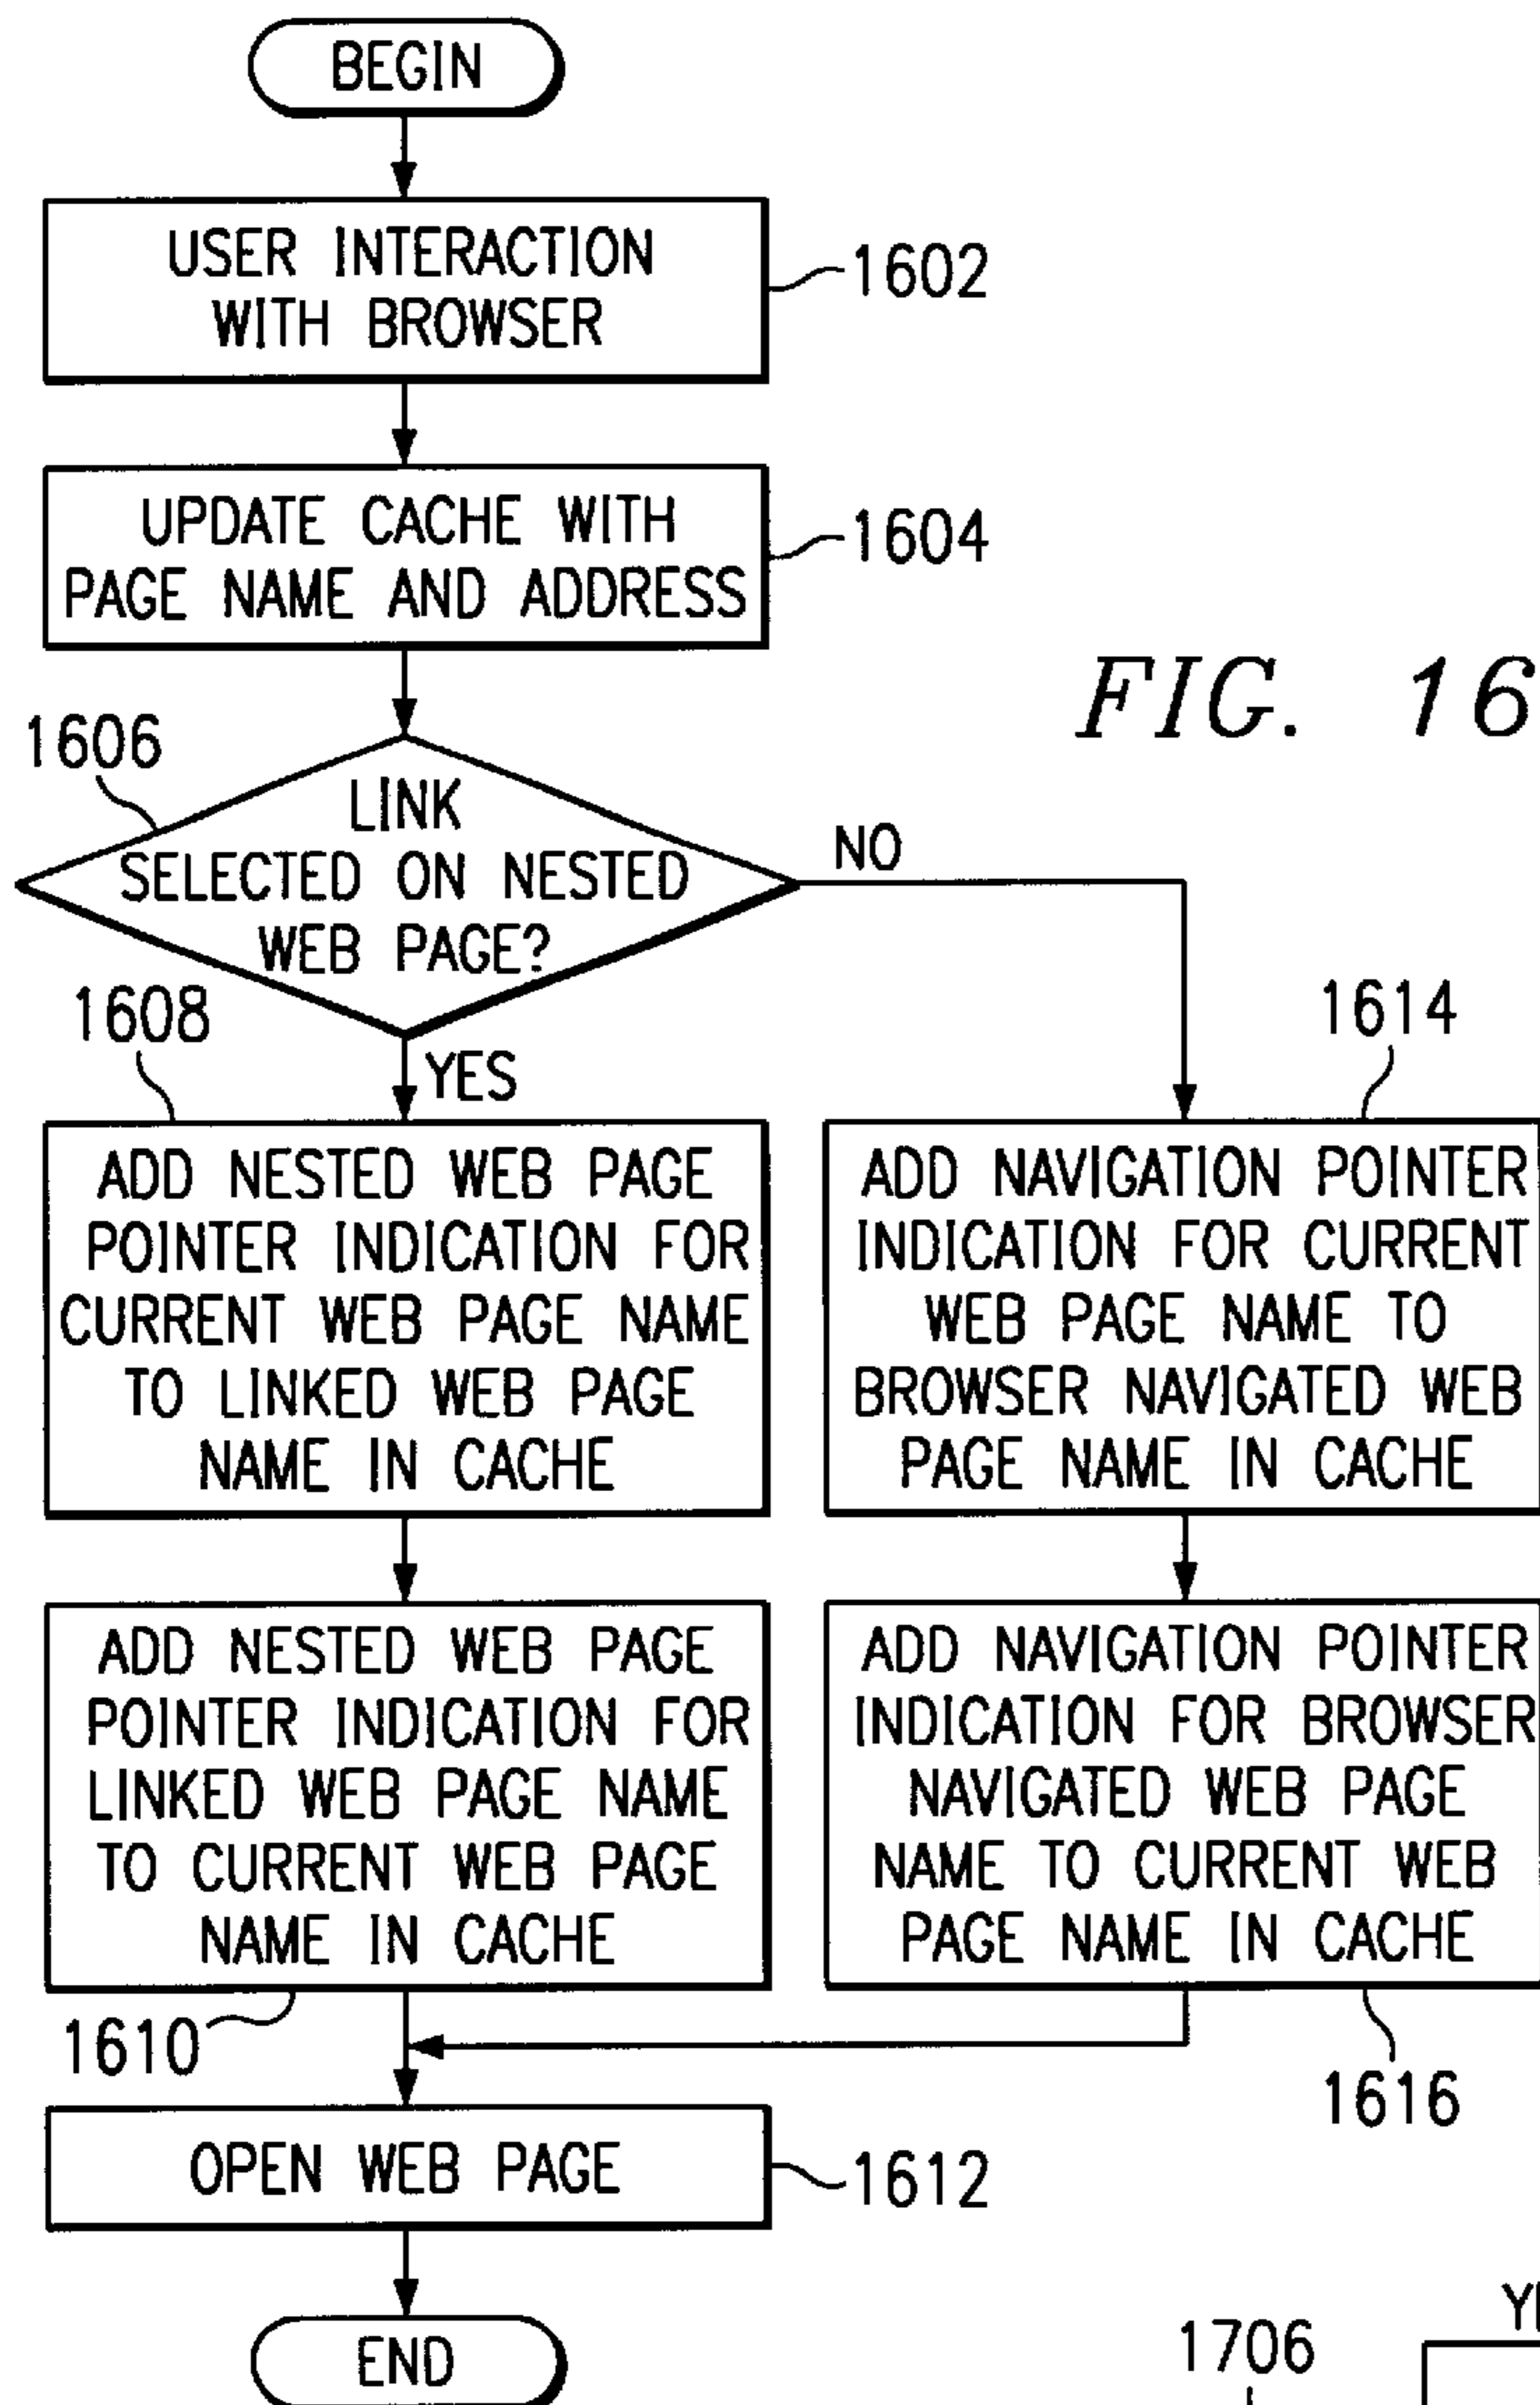 BEGIN
USER INTERACTION
WITH BROWSER
1602
UPDATE CACHE WITH
PAGE NAME AND ADDRESS
1604
FIG. 16
1606
LINK
SELECTED ON NESTED
WEB PAGE?
NO
YES
1608
ADD NESTED WEB PAGE
POINTER INDICATION FOR
CURRENT WEB PAGE NAME
TO LINKED WEB PAGE
NAME IN CACHE
1614
ADD NAVIGATION POINTER
INDICATION FOR CURRENT
WEB PAGE NAME TO
BROWSER NAVIGATED WEB
PAGE NAME IN CACHE
ADD NESTED WEB PAGE
POINTER INDICATION FOR
LINKED WEB PAGE NAME
TO CURRENT WEB PAGE
NAME IN CACHE
1610
ADD NAVIGATION POINTER
INDICATION FOR BROWSER
NAVIGATED WEB PAGE
NAME TO CURRENT WEB
PAGE NAME IN CACHE
1616
OPEN WEB PAGE
1612
END
1706